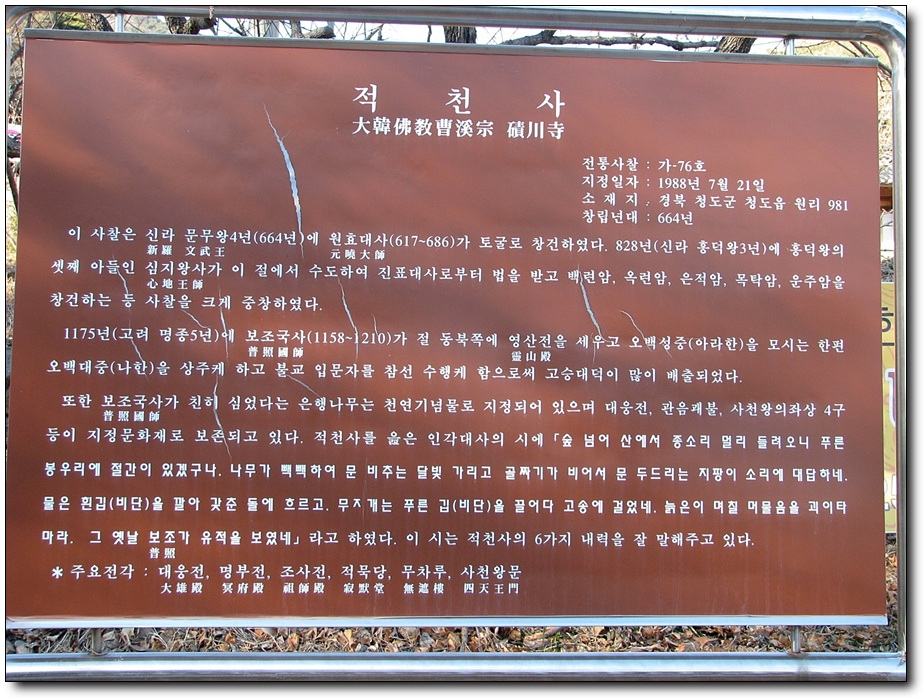 적 천 사
大韓佛教曹溪宗 磧川寺
전통사찰 : 가-76호
지정일자 : 1988년 7월 21일
소 재 지 : 경북 청도군 청도읍 원리 981
창립년대 : 664년
이 사찰은 신라 문무왕4년(664년)에 원효대사(617~686)가 토굴로 창건하였다. 828년(신라 흥덕왕3년)에 흥덕왕의
新羅 文武王 元曉大師
셋째 아들인 심지왕사가 이 절에서 수도하여 진표대사로부터 법을 받고 백련암, 옥련암, 은적암, 목탁암, 운주암을
心地王師
창건하는 등 사찰을 크게 중창하였다.
1175년(고려 명종5년)에 보조국사(1158~1210)가 절 동북쪽에 영산전을 세우고 오백성중(아라한)을 모시는 한편
普照國師 靈山殿
오백대중(나한)을 상주케 하고 불교 입문자를 참선 수행케 함으로써 고승대덕이 많이 배출되었다.
또한 보조국사가 친히 심었다는 은행나무는 천연기념물로 지정되어 있으며 대웅전, 관음괘불, 사천왕의좌상 4구
普照國師
등이 지정문화재로 보존되고 있다. 적천사를 읊은 인각대사의 시에 「숲 넘어 산에서 종소리 멀리 들려오니 푸른
봉우리에 절간이 있겠구나. 나무가 빽빽하여 문 비추는 달빛 가리고 골짜기가 비어서 문 두드리는 지팡이 소리에 대답하네.
물은 흰깁(비단)을 깔아 갓춘 돌에 흐르고. 무지개는 푸른 깁(비단)을 끌어다 고송에 걸었네. 늙은이 며칠 머물음을 괴이타
마라. 그 옛날 보조가 유적을 보였네」라고 하였다. 이 시는 적천사의 6가지 내력을 잘 말해주고 있다.
普照
* 주요전각 : 대웅전, 명부전, 조사전, 적묵당, 무차루, 사천왕문
大雄殿 冥府殿 祖師殿 寂默堂 無遮樓 四天王門